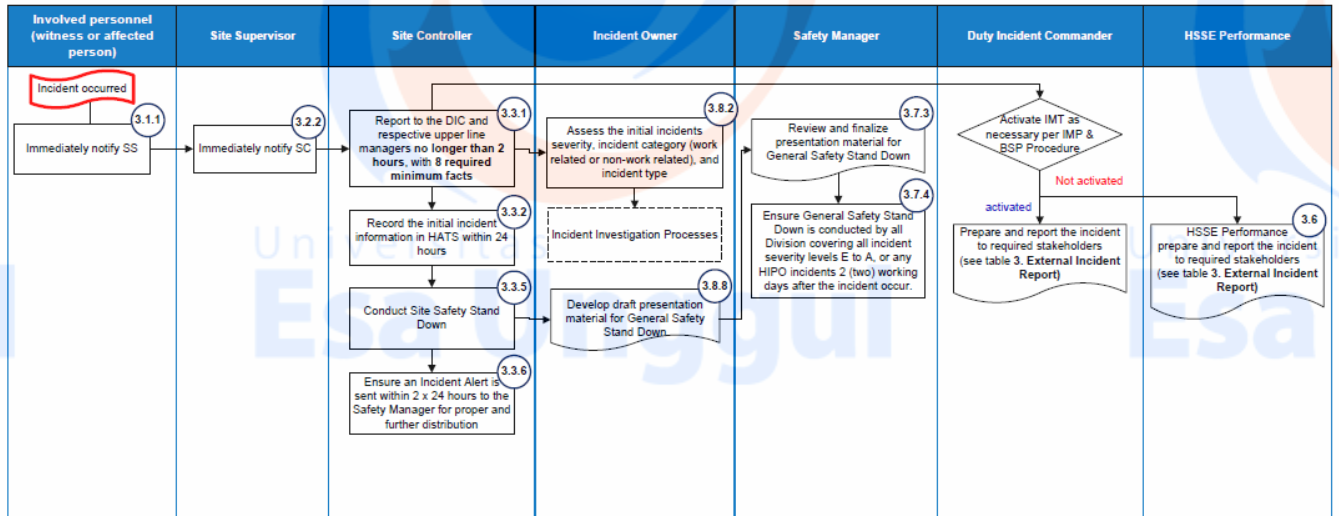 Involved personnel
(witness or affected
person)
Site Supervisor
Site Controller
Incident Owner
Safety Manager
Duty Incident Commander
HSSE Performance
Incident occurred
3.1.1
Immediately notify SS
3.2.2
Immediately notify SC
3.3.1
Report to the DIC and
respective upper line
managers no longer than 2
hours, with 8 required
minimum facts
3.3.2
Record the initial incident
information in HATS within 24
hours
3.3.5
Conduct Site Safety Stand
Down
3.3.6
Ensure an Incident Alert is
sent within 2 x 24 hours to the
Safety Manager for proper and
further distribution
3.8.2
Assess the initial incidents
severity, incident category (work
related or non-work related), and
incident type
Incident Investigation Processes
3.8.8
Develop draft presentation
material for General Safety
Stand Down.
3.7.3
Review and finalize
presentation material for
General Safety Stand Down
3.7.4
Ensure General Safety Stand
Down is conducted by all
Division covering all incident
severity levels E to A, or any
HIPO incidents 2 (two) working
days after the incident occur.
Activate IMT as
necessary per IMP &
BSP Procedure
Not activated
activated
Prepare and report the incident
to required stakeholders
(see table 3. External Incident
Report)
3.6
HSSE Performance
prepare and report the incident
to required stakeholders
(see table 3. External Incident
Report)
Universitas
Esa Unggul
Esa